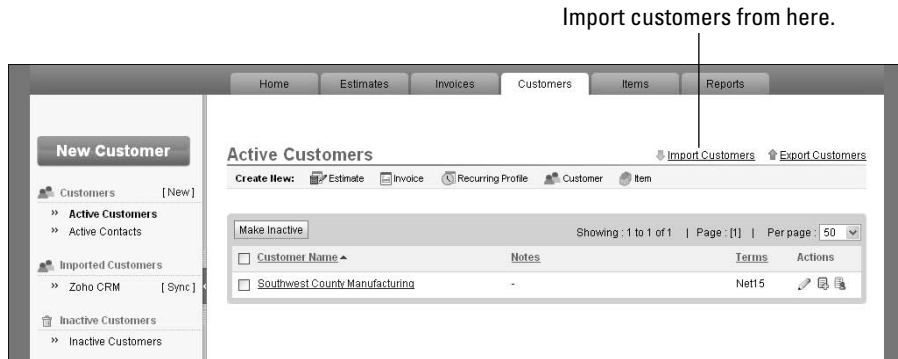 Import customers from here.
Home Estimates Invoices Customers Items Reports
New Customer
Customers [New]
» Active Customers
» Active Contacts
Imported Customers
» Zoho CRM [Sync]
Inactive Customers
» Inactive Customers
Active Customers
Import Customers Export Customers
Create New: Estimate Invoice Recurring Profile Customer Item
Make Inactive Showing : 1 to 1 of 1 | Page : [1] | Per page : 50
Customer Name Notes Terms Actions
Southwest County Manufacturing - Net15